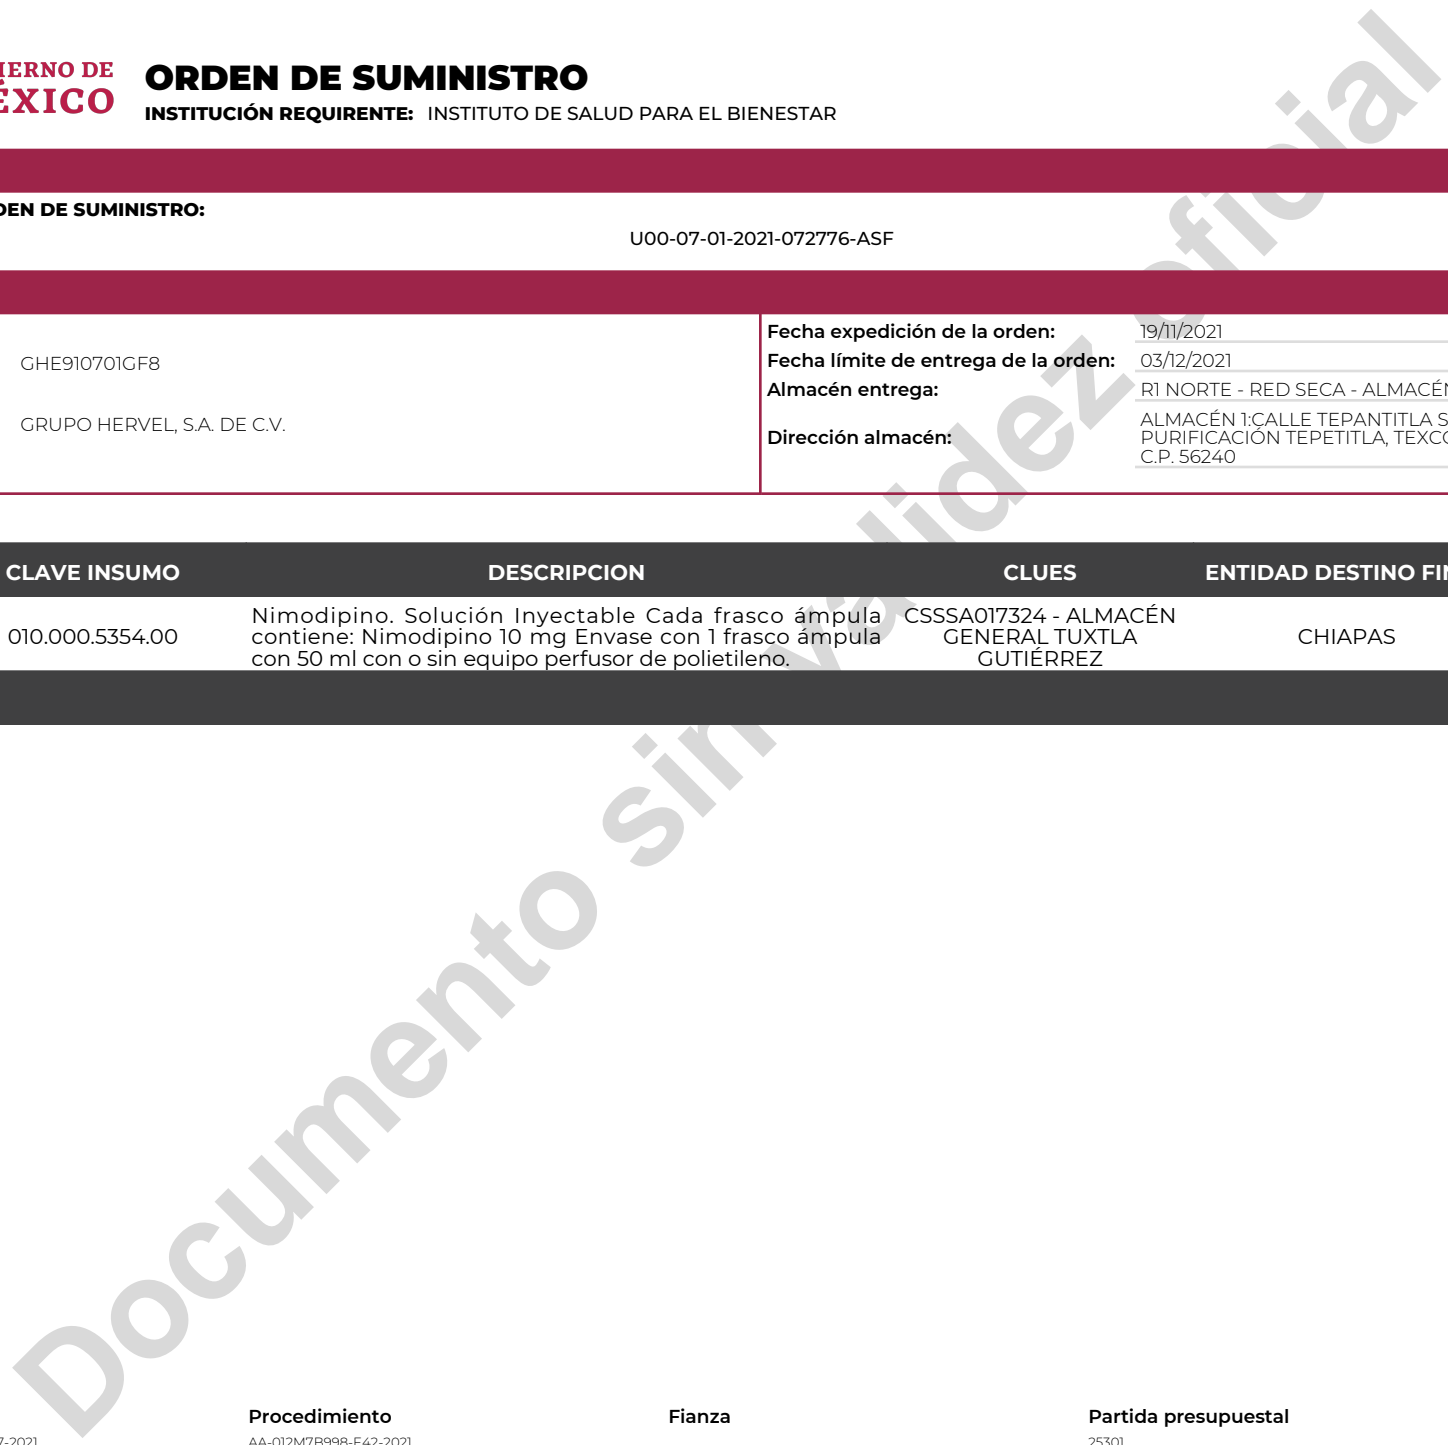 GOBIERNO DE
MÉXICO
ORDEN DE SUMINISTRO
INSTITUCIÓN REQUIRENTE: INSTITUTO DE SALUD PARA EL BIENESTAR
DEN DE SUMINISTRO:
U00-07-01-2021-072776-ASF
GHE910701GF8
GRUPO HERVEL, S.A. DE C.V.
Fecha expedición de la orden: 19/11/2021
Fecha límite de entrega de la orden: 03/12/2021
Almacén entrega: R1 NORTE - RED SECA - ALMACÉN
Dirección almacén:
ALMACÉN 1:CALLE TEPANTITLA S
PURIFICACIÓN TEPETITLA, TEXCO
C.P. 56240
CLAVE INSUMO DESCRIPCION CLUES ENTIDAD DESTINO FIN
010.000.5354.00
Nimodipino. Solución Inyectable Cada frasco ámpula
contiene: Nimodipino 10 mg Envase con 1 frasco ámpula
con 50 ml con o sin equipo perfusor de polietileno.
CSSSA017324 - ALMACÉN
GENERAL TUXTLA
GUTIÉRREZ
CHIAPAS
Documento sin validez oficial
Procedimiento Fianza Partida presupuestal
7-2021 AA-012M7B998-E42-2021 25301